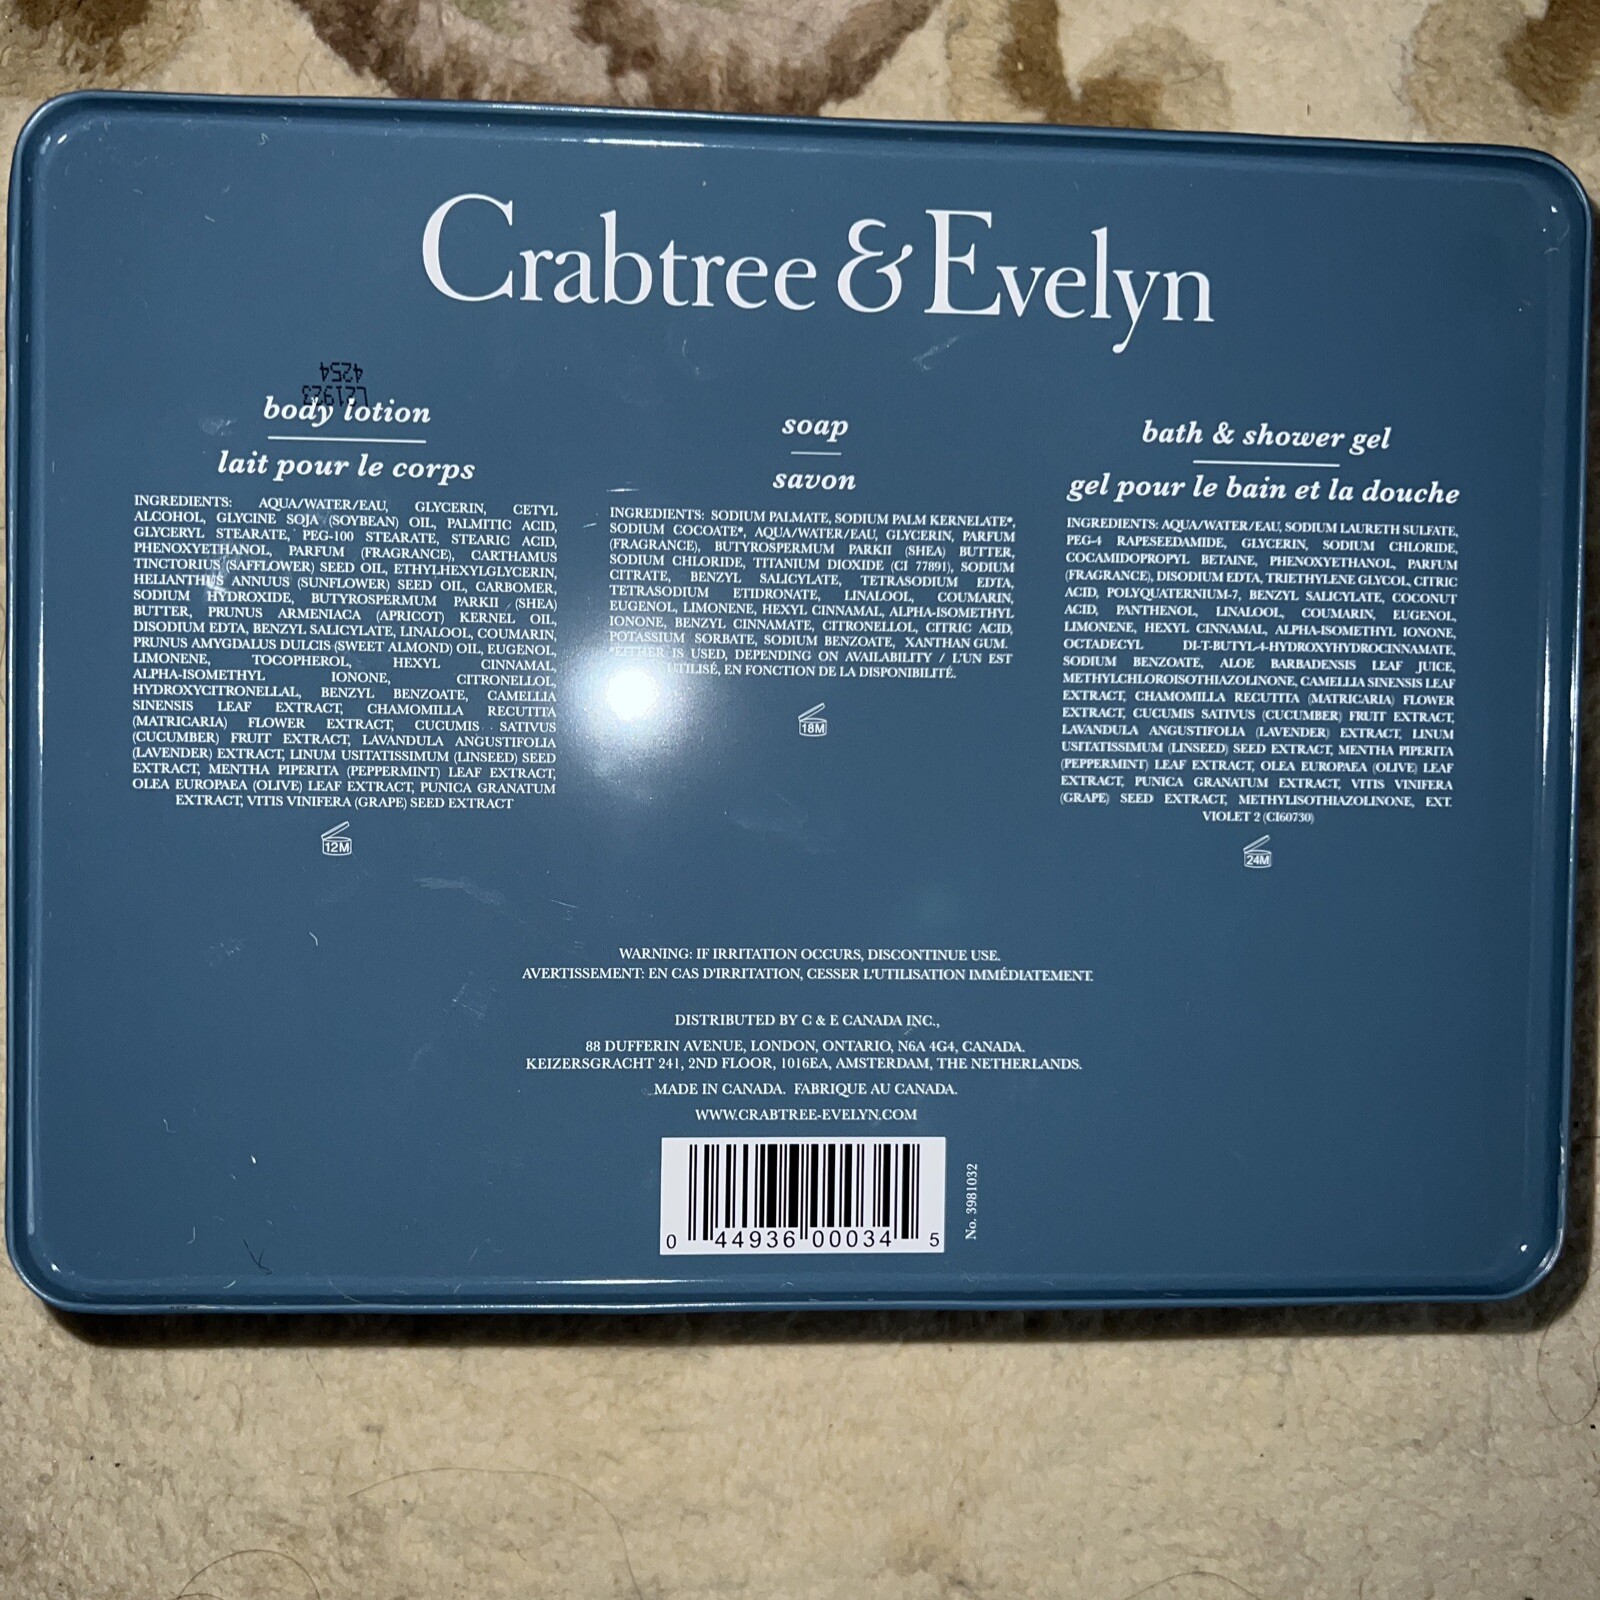 Crabtree & Evelyn
L21923
4254
body lotion
lait pour le corps
INGREDIENTS: AQUA/WATER/EAU, GLYCERIN, CETYL
ALCOHOL, GLYCINE SOJA (SOYBEAN) OIL, PALMITIC ACID,
GLYCERYL STEARATE, PEG-100 STEARATE, STEARIC ACID,
PHENOXYETHANOL, PARFUM (FRAGRANCE), CARTHAMUS
TINCTORIUS (SAFFLOWER) SEED OIL, ETHYLHEXYLGLYCERIN,
HELIANTHUS ANNUUS (SUNFLOWER) SEED OIL, CARBOMER,
SODIUM HYDROXIDE, BUTYROSPERMUM PARKII (SHEA)
BUTTER, PRUNUS ARMENIACA (APRICOT) KERNEL OIL,
DISODIUM EDTA, BENZYL SALICYLATE, LINALOOL, COUMARIN,
PRUNUS AMYGDALUS DULCIS (SWEET ALMOND) OIL, EUGENOL,
LIMONENE, TOCOPHEROL, HEXYL CINNAMAL,
ALPHA-ISOMETHYL IONONE, CITRONELLOL,
HYDROXYCITRONELLAL, BENZYL BENZOATE, CAMELLIA
SINENSIS LEAF EXTRACT, CHAMOMILLA RECUTITA
(MATRICARIA) FLOWER EXTRACT, CUCUMIS SATIVUS
(CUCUMBER) FRUIT EXTRACT, LAVANDULA ANGUSTIFOLIA
(LAVENDER) EXTRACT, LINUM USITATISSIMUM (LINSEED) SEED
EXTRACT, MENTHA PIPERITA (PEPPERMINT) LEAF EXTRACT,
OLEA EUROPAEA (OLIVE) LEAF EXTRACT, PUNICA GRANATUM
EXTRACT, VITIS VINIFERA (GRAPE) SEED EXTRACT
12M
soap
savon
INGREDIENTS: SODIUM PALMATE, SODIUM PALM KERNELATE*,
SODIUM COCOATE*, AQUA/WATER/EAU, GLYCERIN, PARFUM
(FRAGRANCE), BUTYROSPERMUM PARKII (SHEA) BUTTER,
SODIUM CHLORIDE, TITANIUM DIOXIDE (CI 77891), SODIUM
CITRATE, BENZYL SALICYLATE, TETRASODIUM EDTA,
TETRASODIUM ETIDRONATE, LINALOOL, COUMARIN,
EUGENOL, LIMONENE, HEXYL CINNAMAL, ALPHA-ISOMETHYL
IONONE, BENZYL CINNAMATE, CITRONELLOL, CITRIC ACID,
POTASSIUM SORBATE, SODIUM BENZOATE, XANTHAN GUM.
*EITHER IS USED, DEPENDING ON AVAILABILITY / L'UN EST
UTILISÉ, EN FONCTION DE LA DISPONIBILITÉ.
18M
bath & shower gel
gel pour le bain et la douche
INGREDIENTS: AQUA/WATER/EAU, SODIUM LAURETH SULFATE,
PEG-4 RAPESEEDAMIDE, GLYCERIN, SODIUM CHLORIDE,
COCAMIDOPROPYL BETAINE, PHENOXYETHANOL, PARFUM
(FRAGRANCE), DISODIUM EDTA, TRIETHYLENE GLYCOL, CITRIC
ACID, POLYQUATERNIUM-7, BENZYL SALICYLATE, COCONUT
ACID, PANTHENOL, LINALOOL, COUMARIN, EUGENOL,
LIMONENE, HEXYL CINNAMAL, ALPHA-ISOMETHYL IONONE,
OCTADECYL DI-T-BUTYL-4-HYDROXYHYDROCINNAMATE,
SODIUM BENZOATE, ALOE BARBADENSIS LEAF JUICE,
METHYLCHLOROISOTHIAZOLINONE, CAMELLIA SINENSIS LEAF
EXTRACT, CHAMOMILLA RECUTITA (MATRICARIA) FLOWER
EXTRACT, CUCUMIS SATIVUS (CUCUMBER) FRUIT EXTRACT,
LAVANDULA ANGUSTIFOLIA (LAVENDER) EXTRACT, LINUM
USITATISSIMUM (LINSEED) SEED EXTRACT, MENTHA PIPERITA
(PEPPERMINT) LEAF EXTRACT, OLEA EUROPAEA (OLIVE) LEAF
EXTRACT, PUNICA GRANATUM EXTRACT, VITIS VINIFERA
(GRAPE) SEED EXTRACT, METHYLISOTHIAZOLINONE, EXT.
VIOLET 2 (CI60730)
24M
WARNING: IF IRRITATION OCCURS, DISCONTINUE USE.
AVERTISSEMENT: EN CAS D'IRRITATION, CESSER L'UTILISATION IMMÉDIATEMENT.
DISTRIBUTED BY C & E CANADA INC.,
88 DUFFERIN AVENUE, LONDON, ONTARIO, N6A 4G4, CANADA.
KEIZERSGRACHT 241, 2ND FLOOR, 1016EA, AMSTERDAM, THE NETHERLANDS.
MADE IN CANADA. FABRIQUE AU CANADA.
WWW.CRABTREE-EVELYN.COM
0 44936 00034 5
No. 3981032